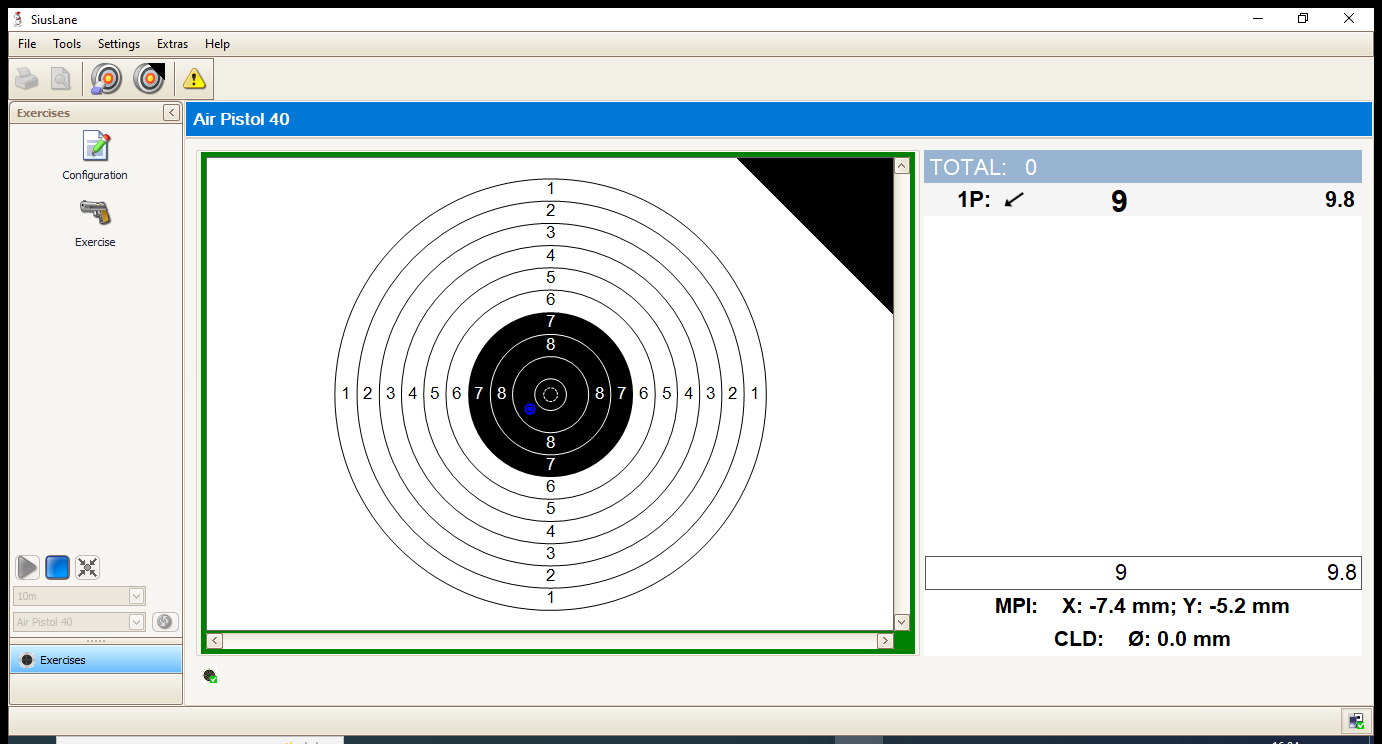 SiusLane
File Tools Settings Extras Help
Exercises
Configuration
Exercise
10m
Air Pistol 40
Exercises
Air Pistol 40
1
2
3
4
5
6
7
8
1 2 3 4 5 6 7 8 8 7 6 5 4 3 2 1
8
7
6
5
4
3
2
1
TOTAL: 0
1P: 9 9.8
9 9.8
MPI: X: -7.4 mm; Y: -5.2 mm
CLD: Ø: 0.0 mm